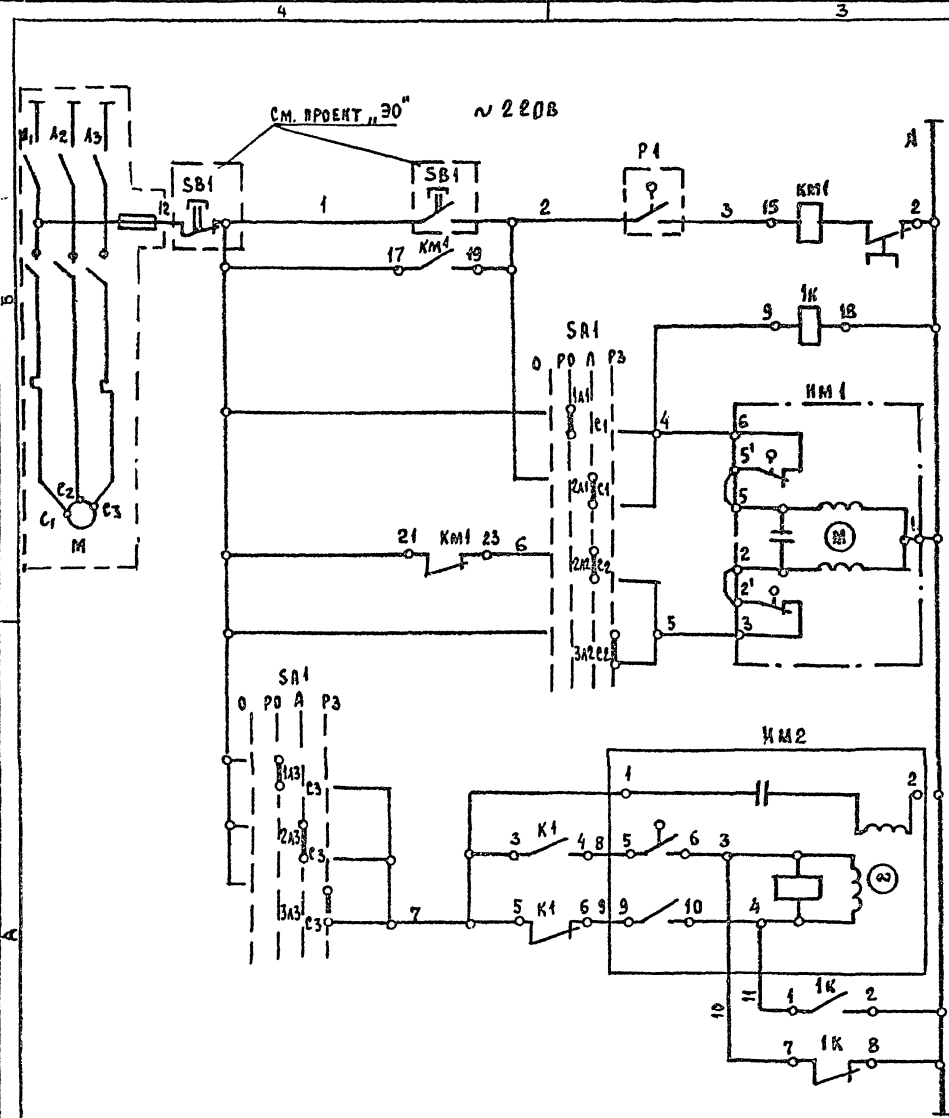 4 3
См. ПРОЕКТ „ЭО"
~ 220В
А2 А3 А
SB1 SB1 Р1
12 1 2 3 15 КМ1 2
17 КМ1 19
Б
1К
9 18
SA1
0 РО Л РЗ
ИМ1
1Л1 С1 4 6
5'
2Л1 С1 5
С2 С1 С3
М
21 КМ1 23 6
2Л2 С2 2
1
2'
5 3
3Л2 С2
SA1
0 РО А РЗ
ИМ2
1Л3 С3 1 2
2Л3 С3 3 К1 4 8 5 6 3
3Л3 С3 7 5 К1 6 9 9 10 4
А
10 11
1 1К 2
7 1К 8